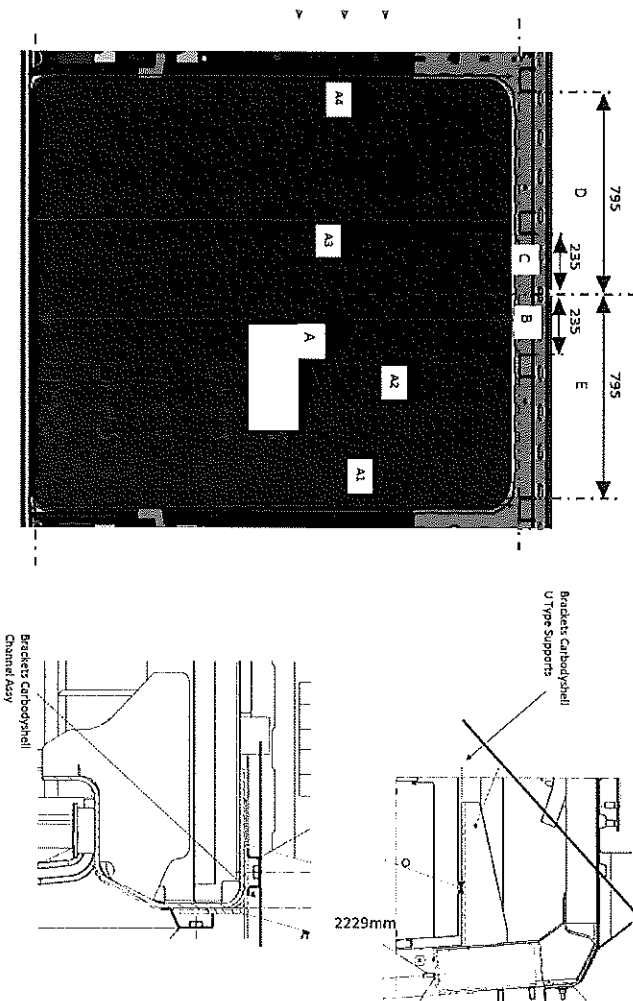 795
795
D
235
C
235
B
E
A4
A3
A
A2
A1
Brackets Carbodyshell
U Type Supports
2229mm
Brackets Carbodyshell
Channel Assy